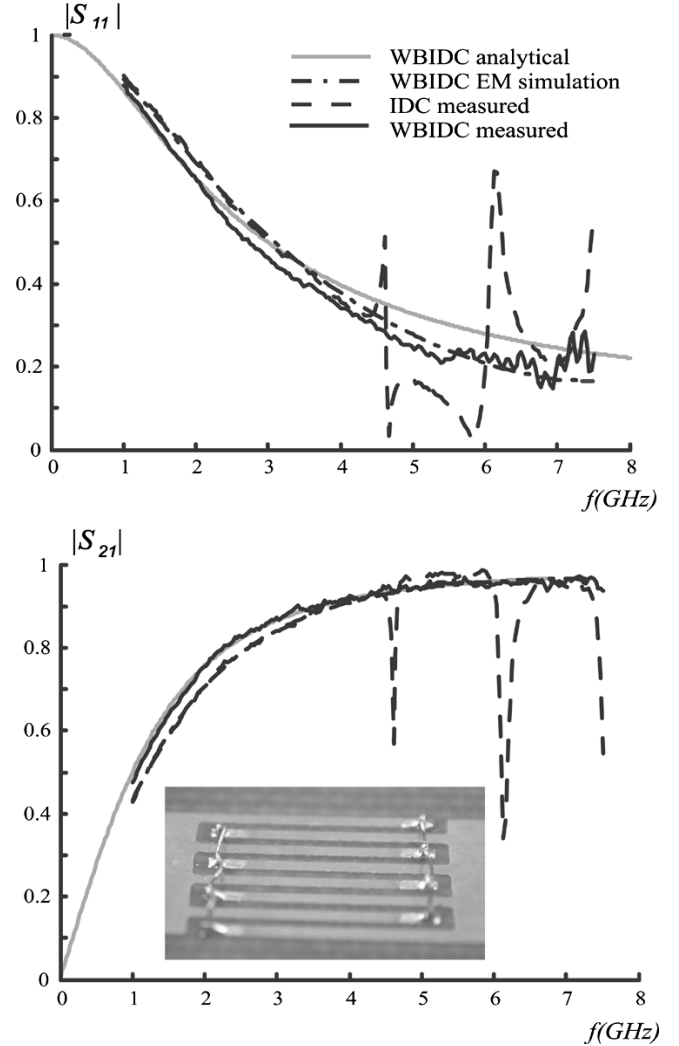 |S 11|
1
0.8
0.6
0.4
0.2
0
WBIDC analytical
WBIDC EM simulation
IDC measured
WBIDC measured
0 1 2 3 4 5 6 7 8
f(GHz)
|S 21|
1
0.8
0.6
0.4
0.2
0
0 1 2 3 4 5 6 7 8
f(GHz)